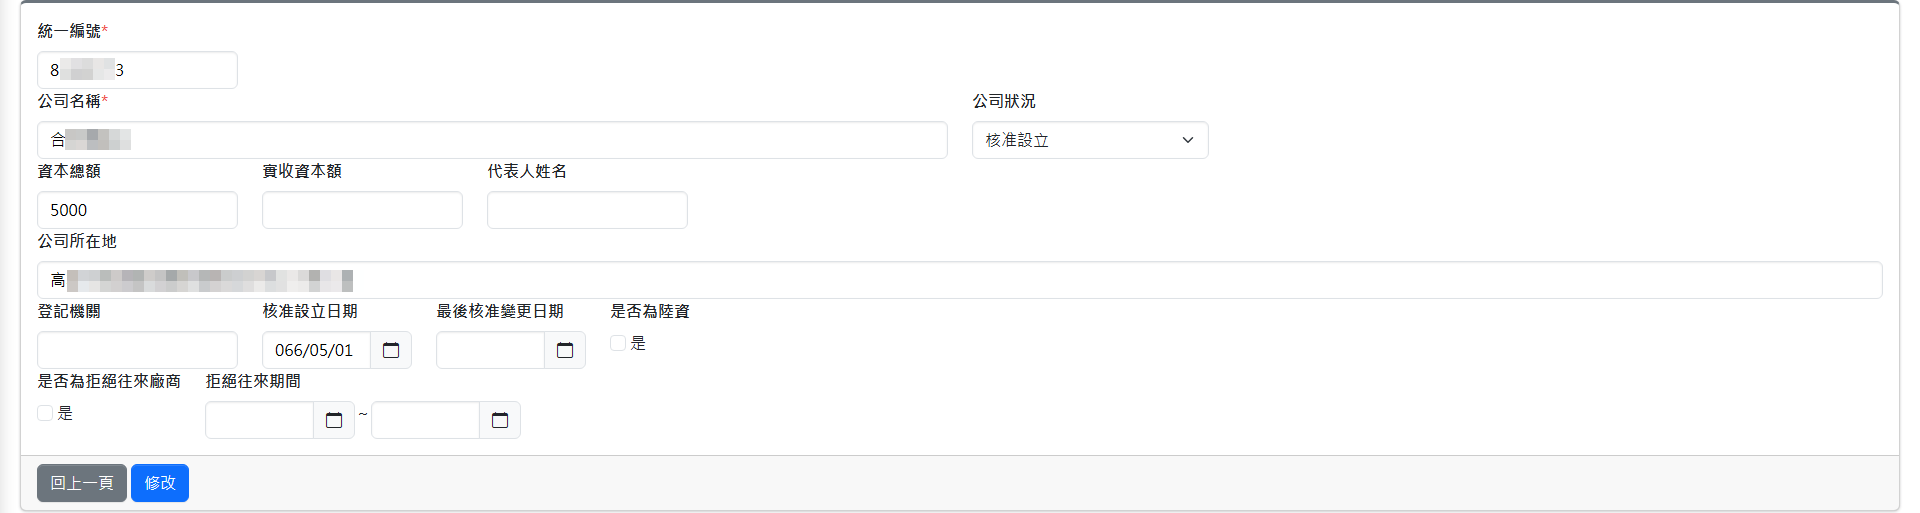 統一編號*
8 3
公司名稱* 公司狀況
合 核准設立
資本總額 實收資本額 代表人姓名
5000
公司所在地
高
登記機關 核准設立日期 最後核准變更日期 是否為陸資
066/05/01 是
是否為拒絕往來廠商 拒絕往來期間
是 ~
回上一頁 修改